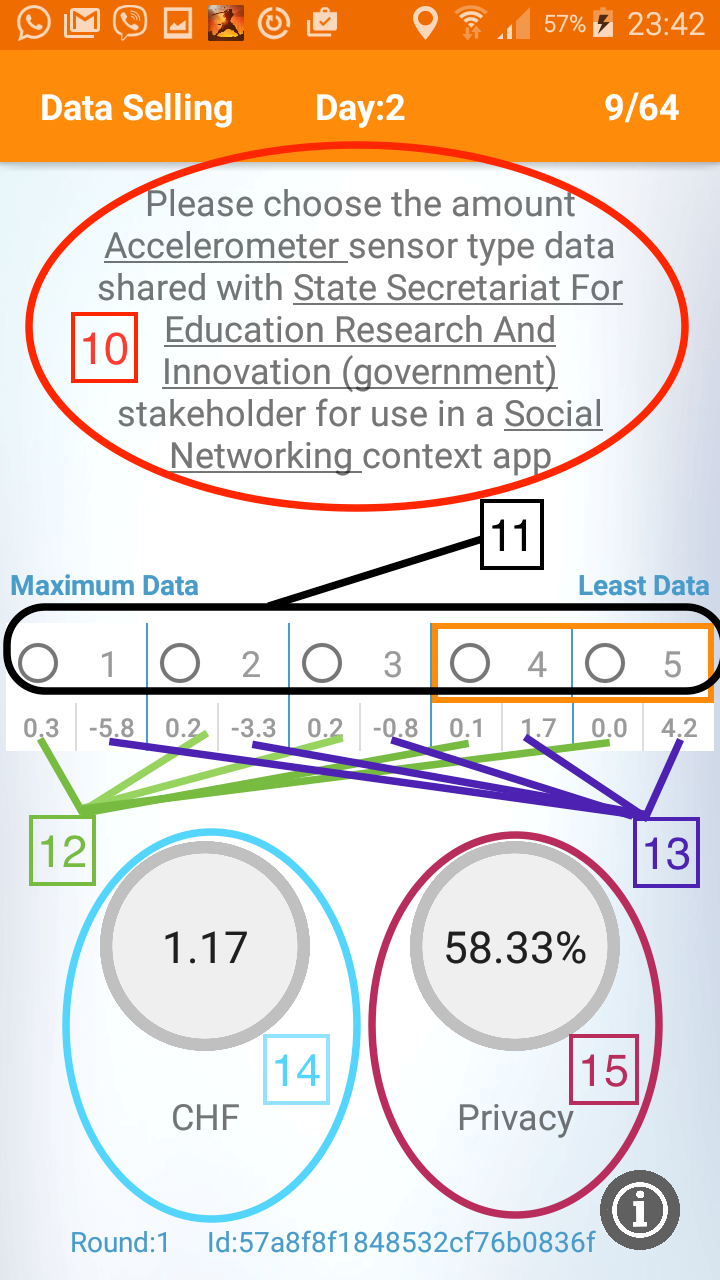 57% 23:42
Data Selling Day:2 9/64
Please choose the amount
Accelerometer sensor type data
shared with State Secretariat For
Education Research And
Innovation (government)
stakeholder for use in a Social
Networking context app
10
11
Maximum Data Least Data
1 2 3 4 5
0.3 -5.8 0.2 -3.3 0.2 -0.8 0.1 1.7 0.0 4.2
12 13
1.17 58.33%
14 15
CHF Privacy
i
Round:1 Id:57a8f8f1848532cf76b0836f